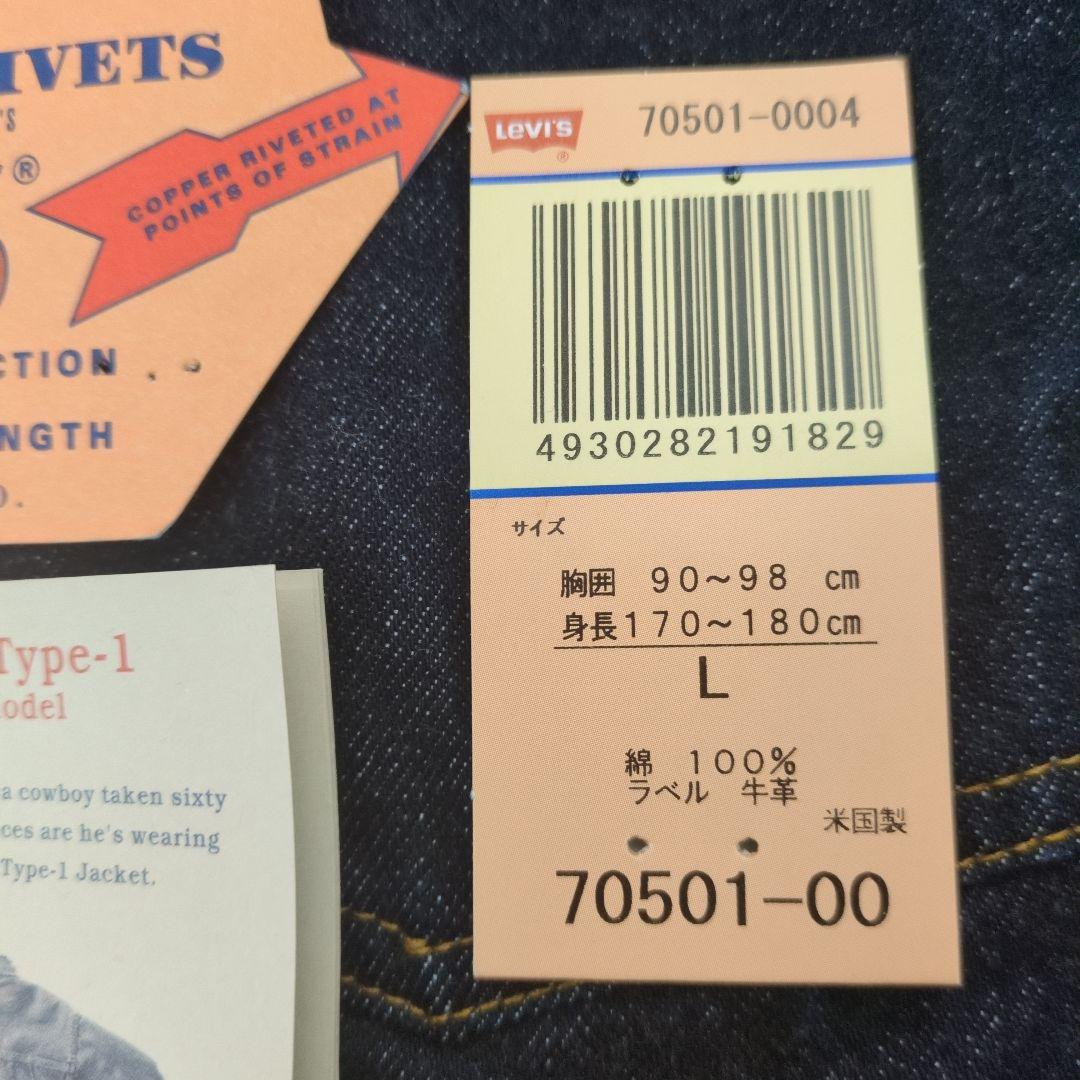 IVETS
'S
®
COPPER RIVETED AT
POINTS OF STRAIN
CTION
NGTH
O.
Type-1
odel
a cowboy taken sixty
ces are he's wearing
Type-1 Jacket.
LEVI'S
®
70501-0004
4930282191829
サイズ
胸囲 90～98 cm
身長170～180cm
L
綿 100%
ラベル 牛革
米国製
70501-00